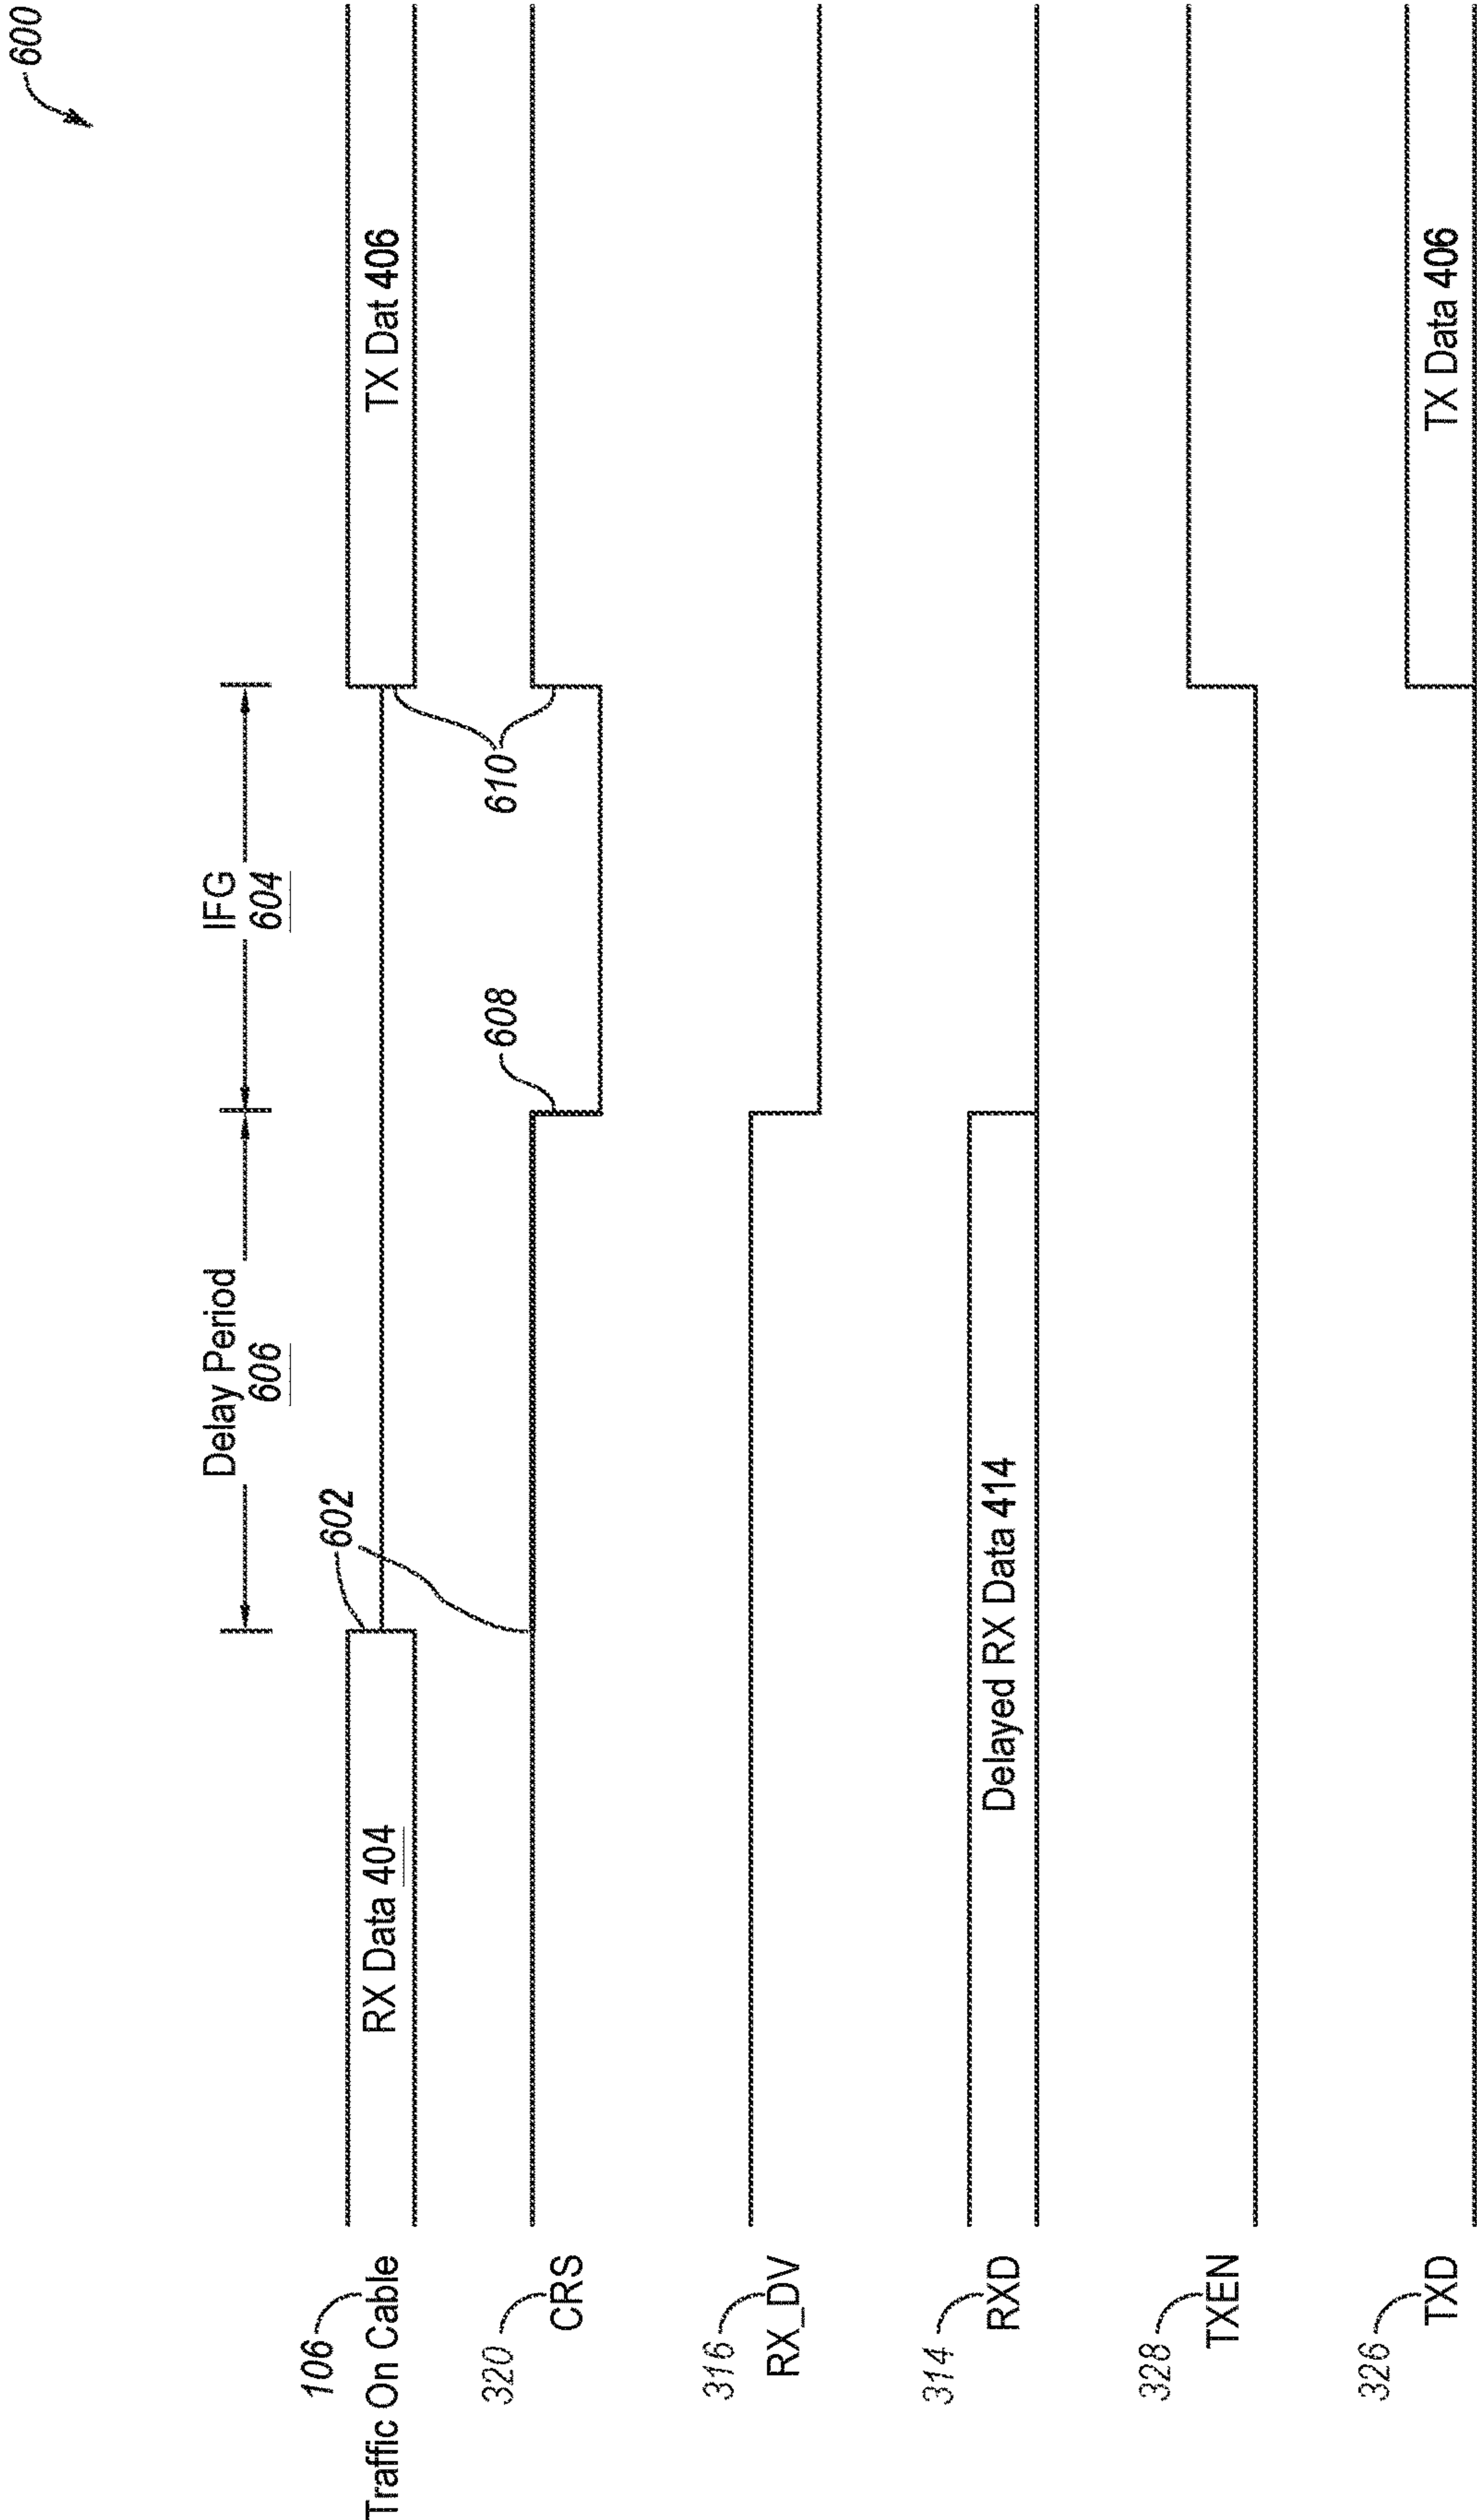 600
Delay Period
606
IFG
604
602
106
Traffic On Cable
RX Data 404
TX Dat 406
608
610
320
CRS
316
RX_DV
314
RXD
Delayed RX Data 414
328
TXEN
326
TXD
TX Data 406